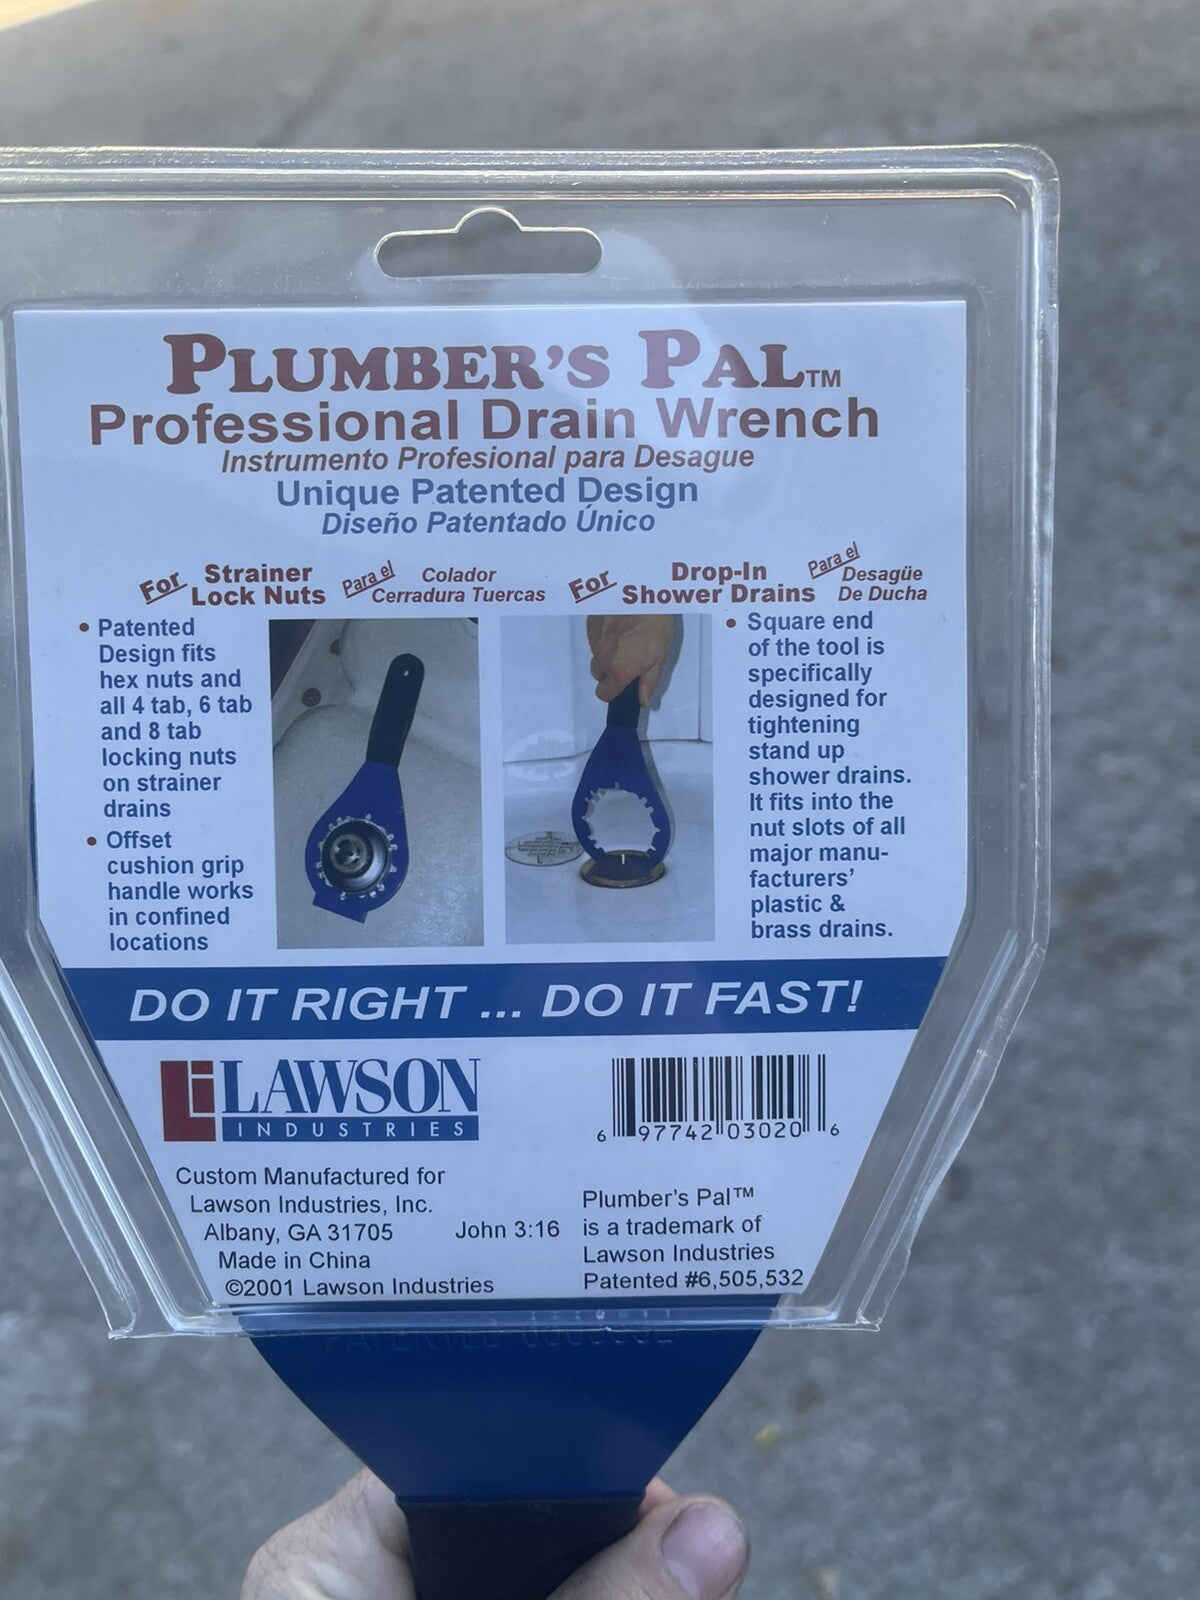 PLUMBER'S PAL™
Professional Drain Wrench
Instrumento Profesional para Desague
Unique Patented Design
Diseño Patentado Único
For Strainer Lock Nuts
Para el Colador Cerradura Tuercas
For Drop-In Shower Drains
Para el Desagüe De Ducha
• Patented
Design fits
hex nuts and
all 4 tab, 6 tab
and 8 tab
locking nuts
on strainer
drains
• Offset
cushion grip
handle works
in confined
locations
• Square end
of the tool is
specifically
designed for
tightening
stand up
shower drains.
It fits into the
nut slots of all
major manu-
facturers'
plastic &
brass drains.
DO IT RIGHT ... DO IT FAST!
Li LAWSON
INDUSTRIES
6 97742 03020 6
Custom Manufactured for
Lawson Industries, Inc.
Albany, GA 31705
Made in China
©2001 Lawson Industries
John 3:16
Plumber's Pal™
is a trademark of
Lawson Industries
Patented #6,505,532
PATENTED